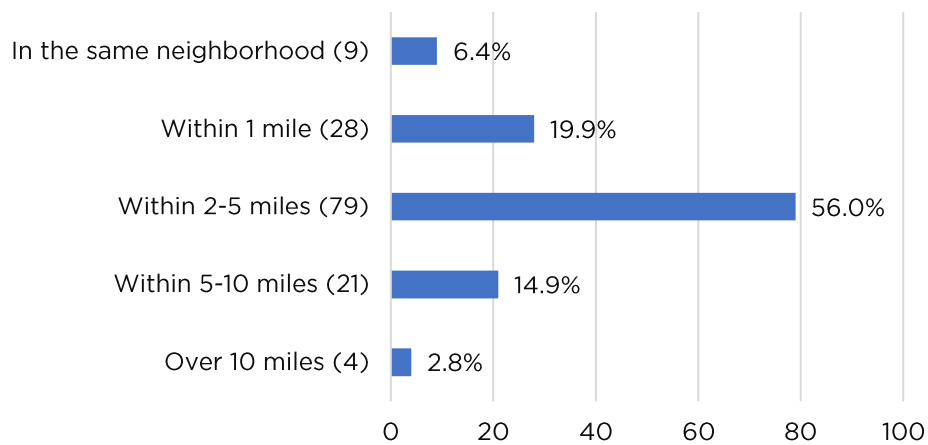 In the same neighborhood (9) 6.4%
Within 1 mile (28) 19.9%
Within 2-5 miles (79) 56.0%
Within 5-10 miles (21) 14.9%
Over 10 miles (4) 2.8%
0 20 40 60 80 100